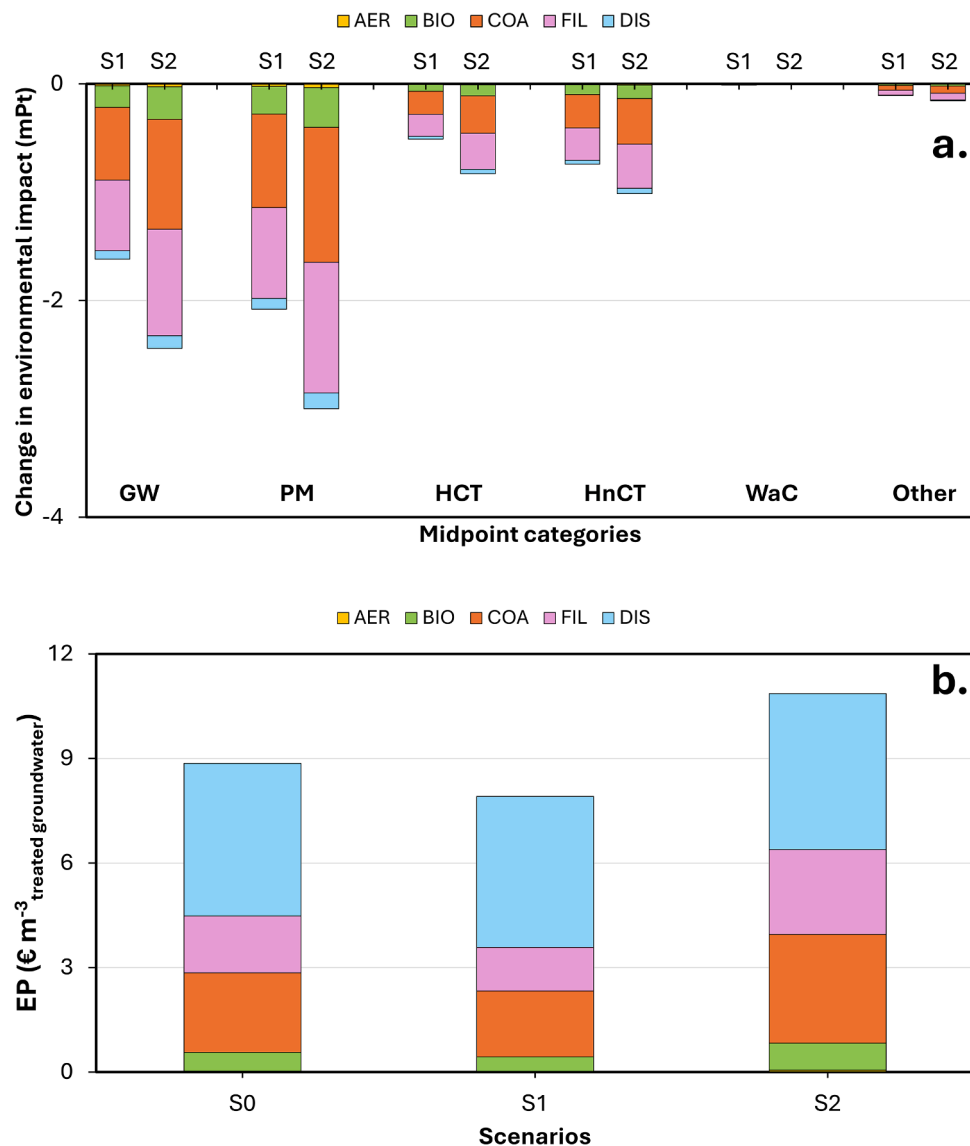 AER BIO COA FIL DIS
S1 S2 S1 S2 S1 S2 S1 S2 S1 S2 S1 S2
0
-2
-4
Change in environmental impact (mPt)
a.
GW PM HCT HnCT WaC Other
Midpoint categories
AER BIO COA FIL DIS
12
9
6
3
0
EP (€ m-3 treated groundwater)
b.
S0 S1 S2
Scenarios